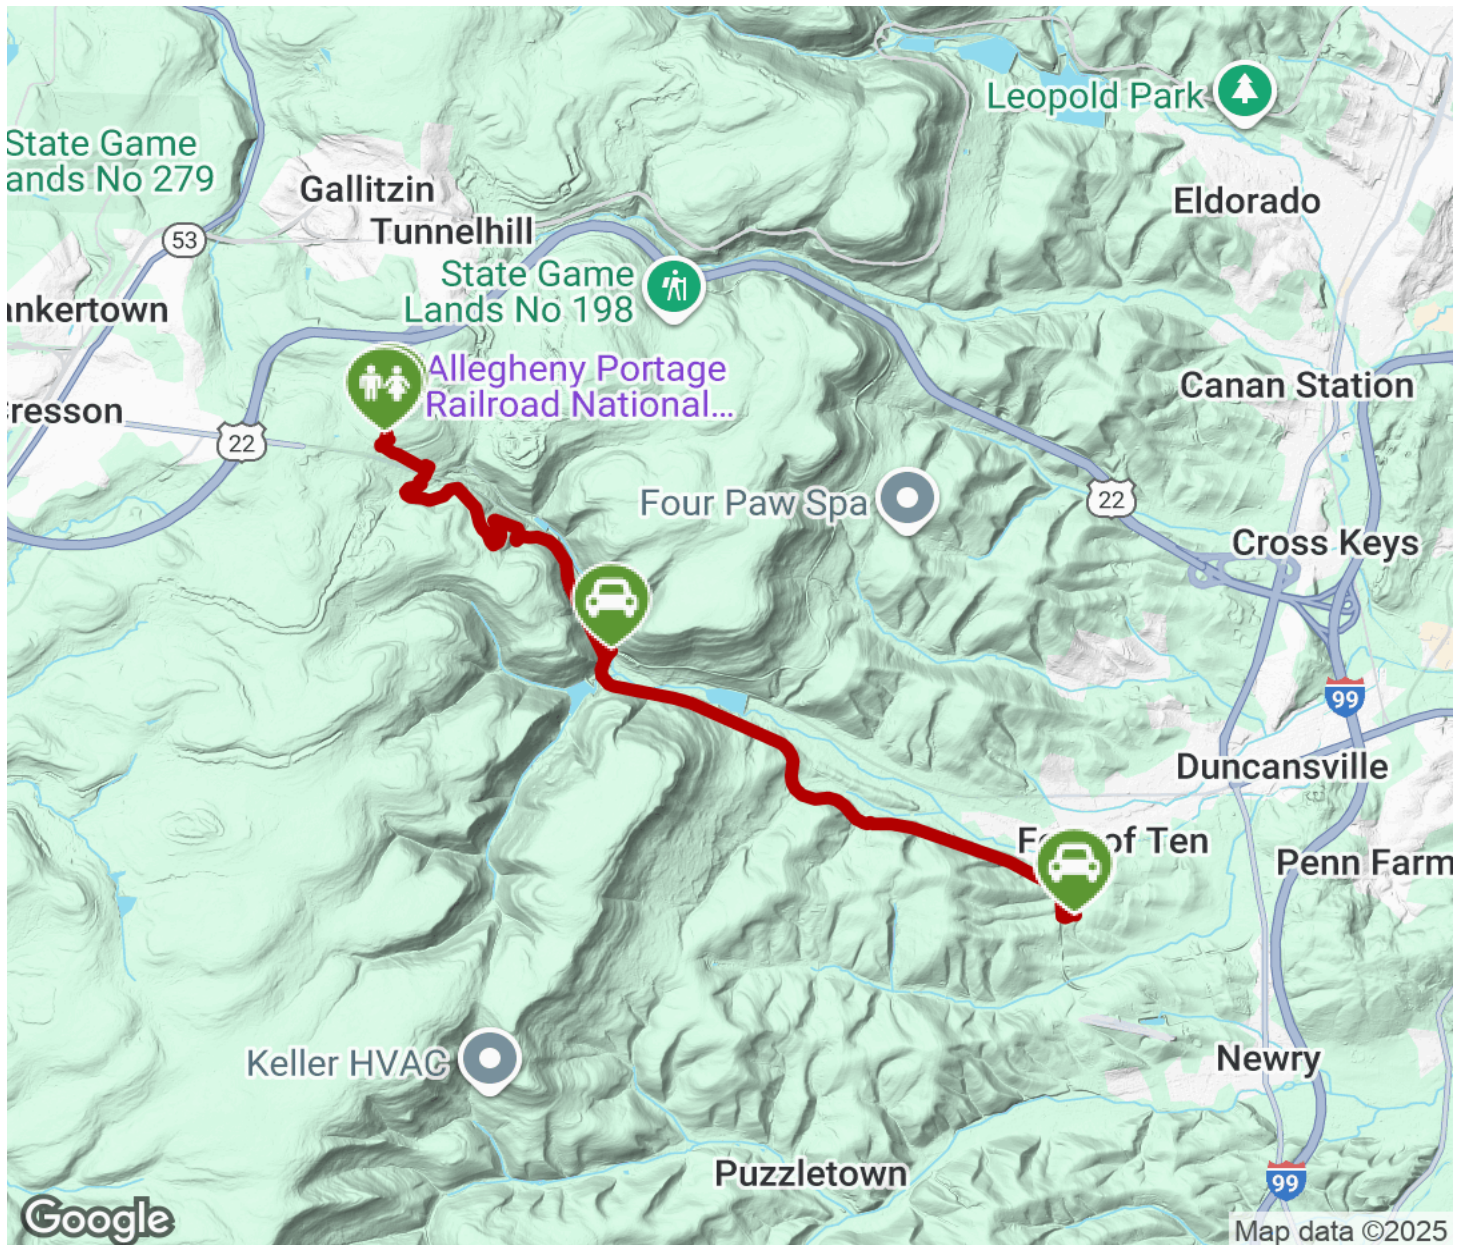 Leopold Park
State Game
ands No 279
Gallitzin
Eldorado
Tunnelhill
53
State Game
Lands No 198
ankertown
Allegheny Portage
Railroad National...
Canan Station
resson
22
Four Paw Spa
22
Cross Keys
99
Duncansville
of Ten
Penn Farm
Newry
Keller HVAC
Puzzletown
99
Google
Map data ©2025